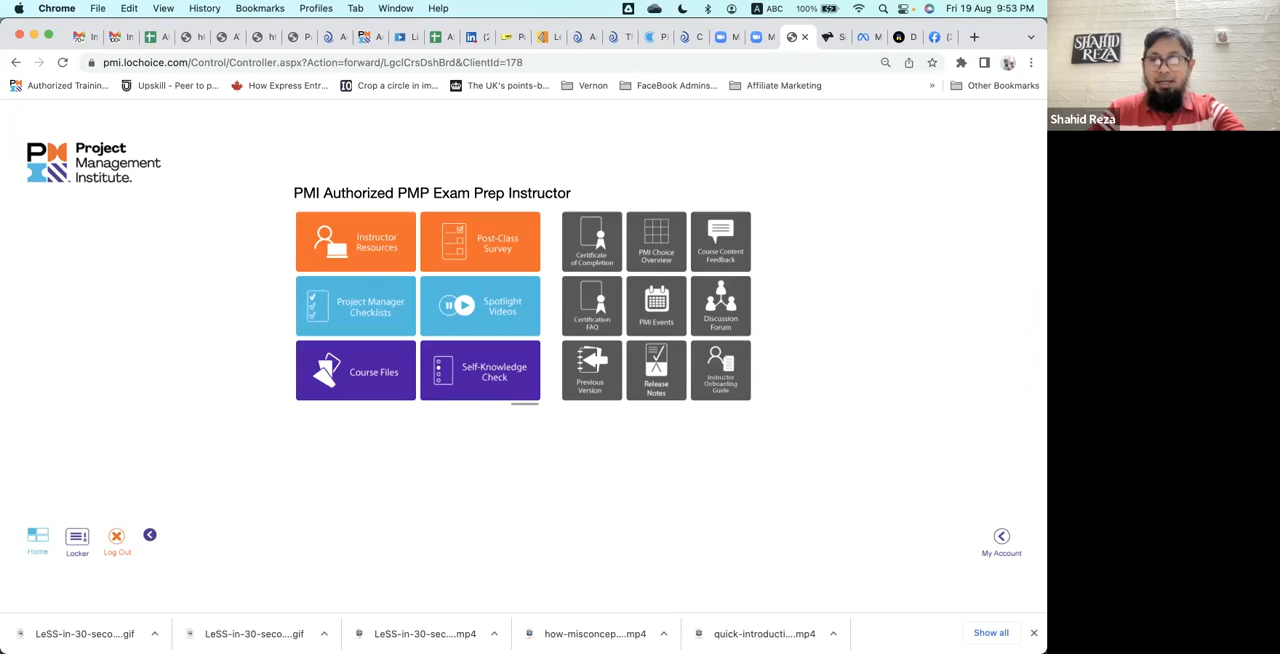 Chrome File Edit View History Bookmarks Profiles Tab Window Help A ABC 100% Fri 19 Aug 9:53 PM
pmi.lochoice.com/Control/Controller.aspx?Action=forward/LgclCrsDshBrd&ClientId=178
Authorized Trainin... Upskill - Peer to p... How Express Entr... Crop a circle in im... The UK's points-b... Vernon FaceBook Admins... Affiliate Marketing » Other Bookmarks
SHAHID
REZA
Shahid Reza
Project
Management
Institute.
PMI Authorized PMP Exam Prep Instructor
Instructor
Resources
Post-Class
Survey
Certificate
of Completion
PMI Choice
Overview
Course Content
Feedback
Project Manager
Checklists
Spotlight
Videos
Certification
FAQ
PMI Events
Discussion
Forum
Course Files
Self-Knowledge
Check
Previous
Version
Release
Notes
Instructor
Onboarding
Guide
Home
Locker
Log Out
My Account
LeSS-in-30-seco....gif LeSS-in-30-seco....gif LeSS-in-30-sec....mp4 how-misconcep....mp4 quick-introducti....mp4 Show all